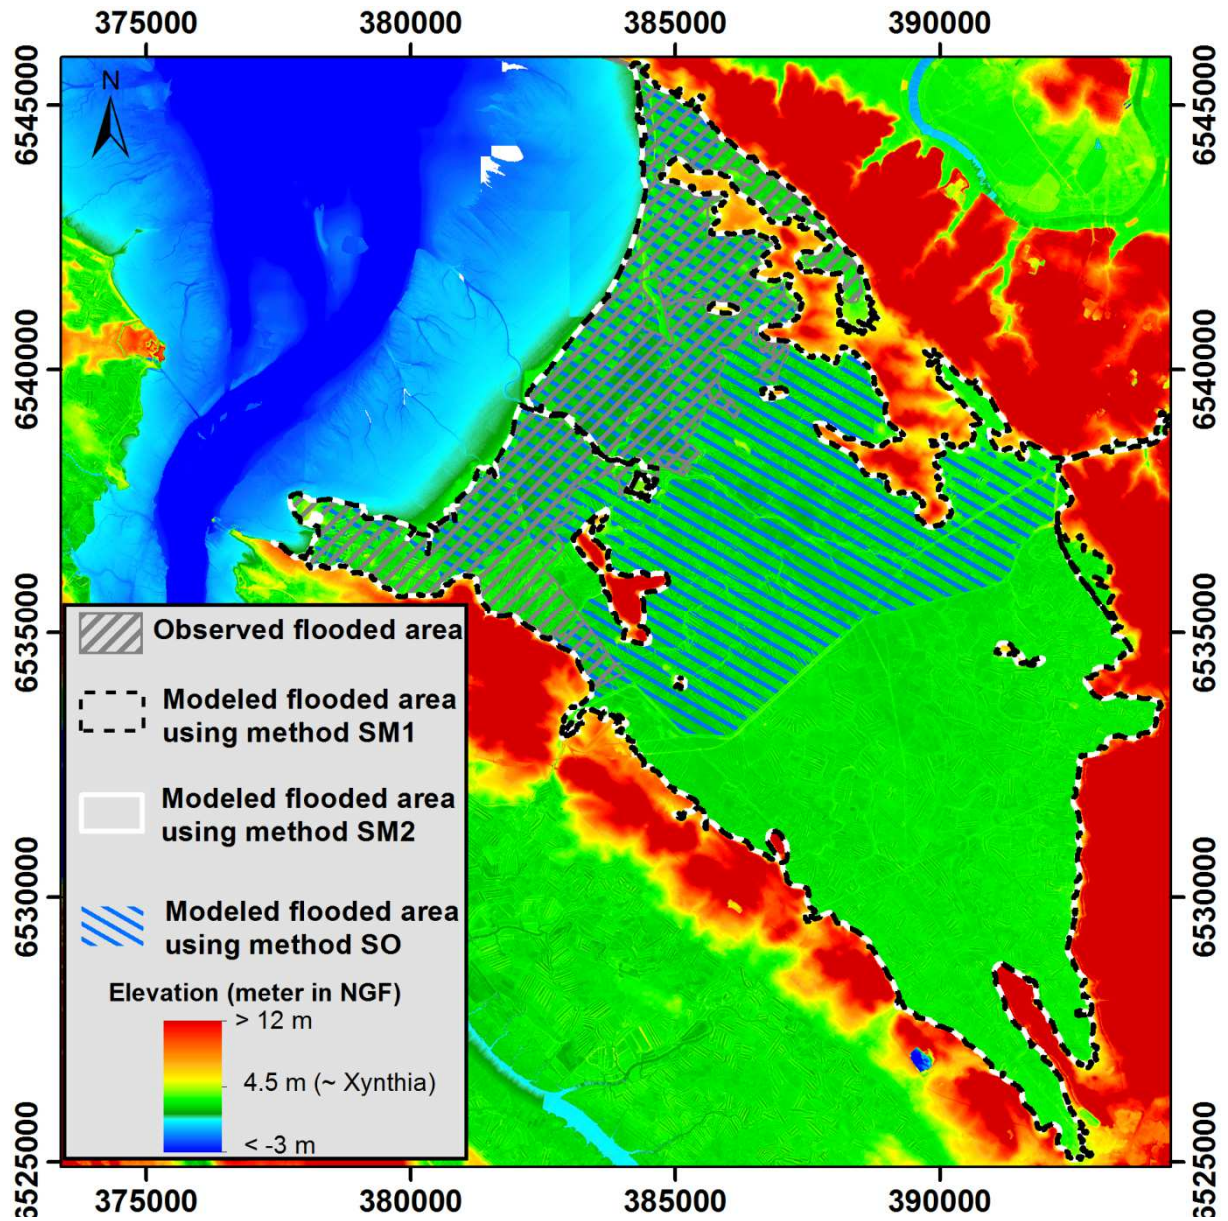 375000 380000 385000 390000
6545000 6545000
N
6540000 6540000
6535000 6535000
Observed flooded area
Modeled flooded area
using method SM1
Modeled flooded area
using method SM2
6530000 6530000
Modeled flooded area
using method SO
Elevation (meter in NGF)
> 12 m
4.5 m (~ Xynthia)
< -3 m
6525000 6525000
375000 380000 385000 390000